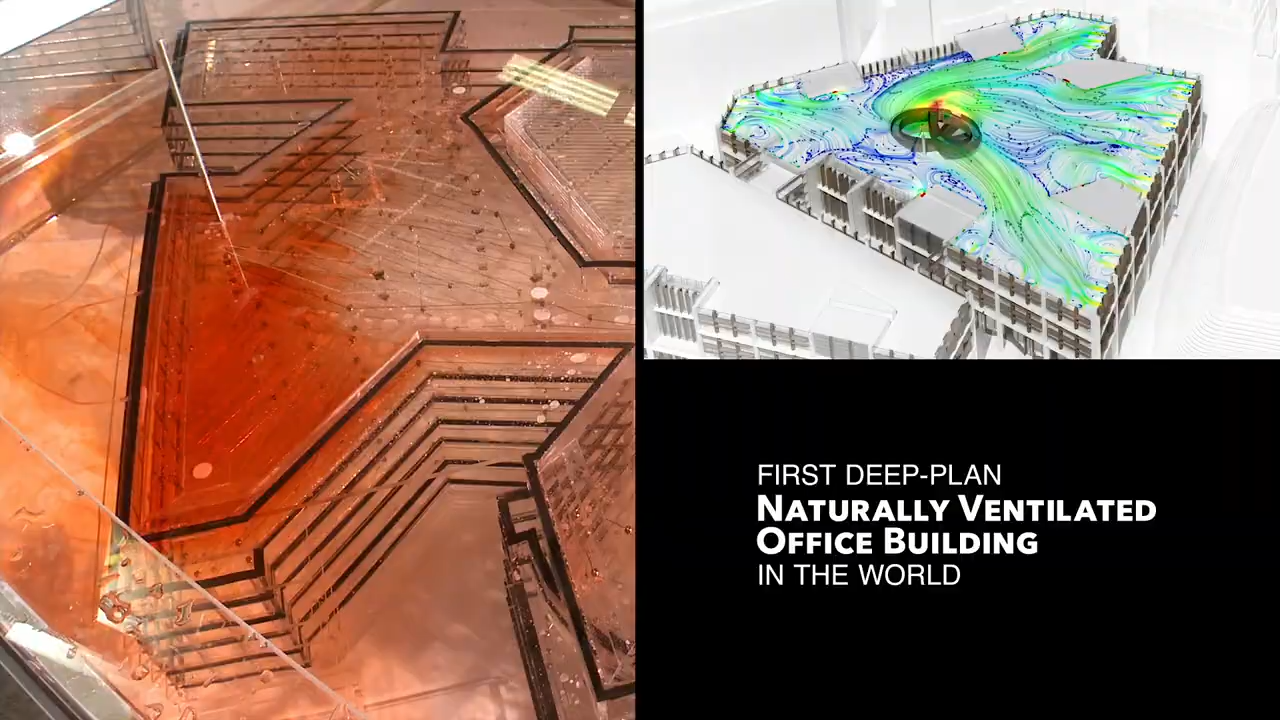 FIRST DEEP-PLAN
NATURALLY VENTILATED
OFFICE BUILDING
IN THE WORLD